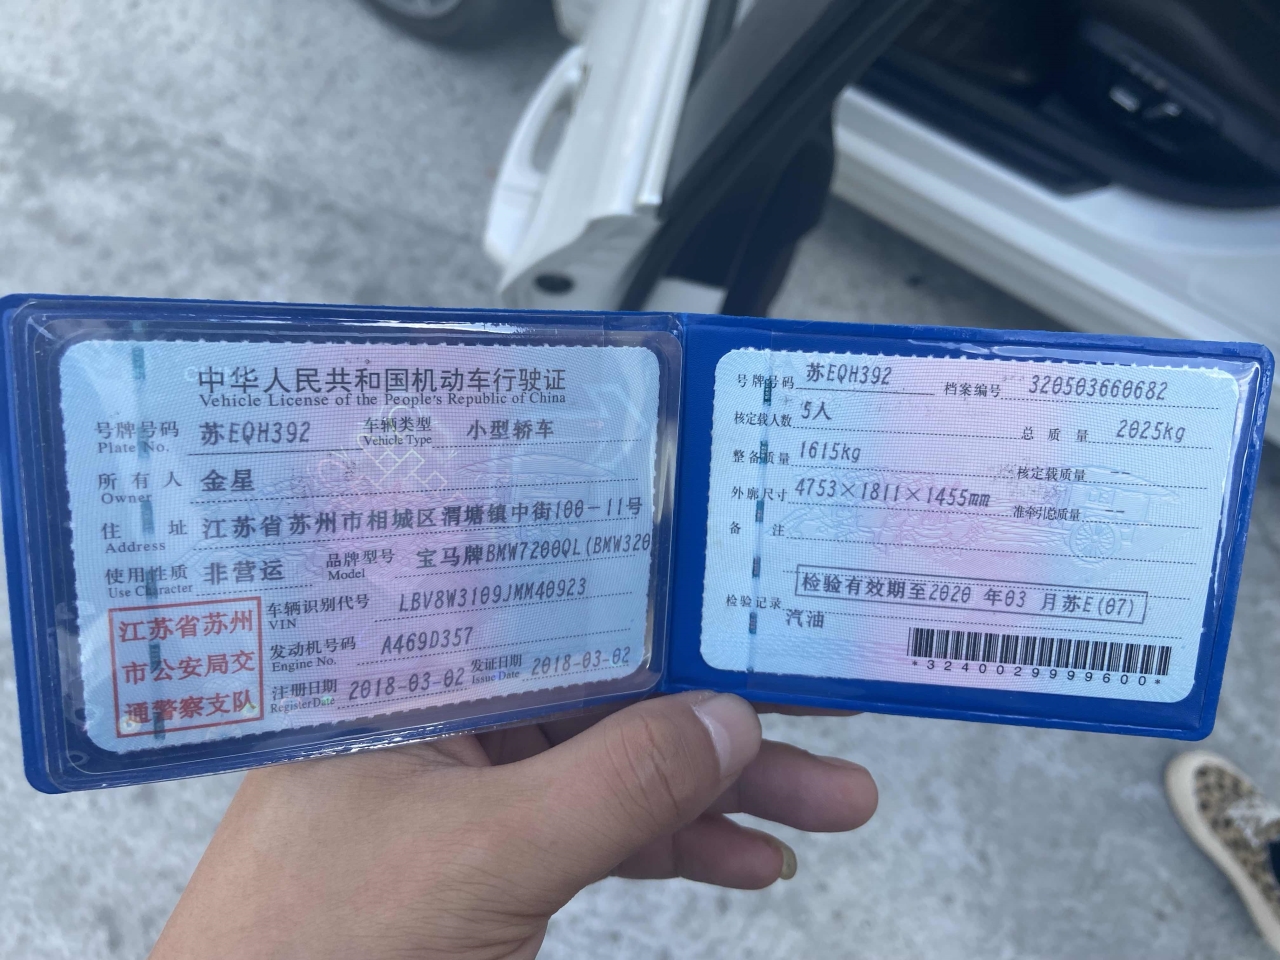 中华人民共和国机动车行驶证
Vehicle License of the People's Republic of China
号牌号码 苏EQH392 车辆类型 小型轿车
Plate No. Vehicle Type
所有人 金星
Owner
住址 江苏省苏州市相城区渭塘镇中街100-11号
Address
使用性质 非营运 品牌型号 宝马牌BMW7200QL(BMW320
Use Character Model
江苏省苏州
市公安局交
通警察支队
车辆识别代号 LBV8W3109JMM40923
VIN
发动机号码 A469D357
Engine No.
注册日期 2018-03-02 发证日期 2018-03-02
Register Date Issue Date
号牌号码 苏EQH392 档案编号 320503660682
核定载人数 5人 总质量 2025kg
整备质量 1615kg 核定载质量 --
外廓尺寸 4753×1811×1455mm 准牵引总质量 --
备注
检验有效期至2020年03月苏E(07)
检验记录
汽油
*3240029999600*